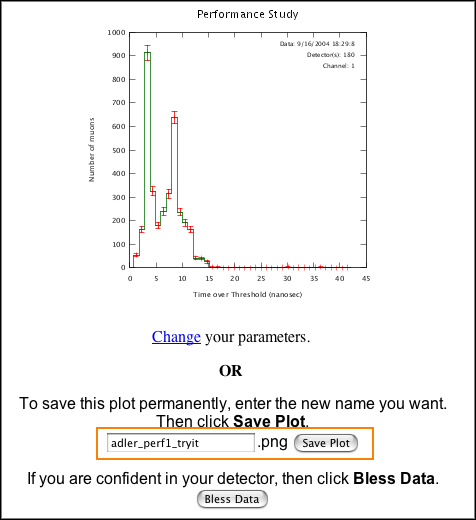 Performance Study
Data: 9/16/2004 18:29:8
Detector(s): 180
Channel: 1
1000
900
800
700
600
500
400
300
200
100
0
Number of muons
0 5 10 15 20 25 30 35 40 45
Time over Threshold (nanosec)
Change your parameters.
OR
To save this plot permanently, enter the new name you want.
Then click Save Plot.
adler_perf1_tryit .png Save Plot
If you are confident in your detector, then click Bless Data.
Bless Data